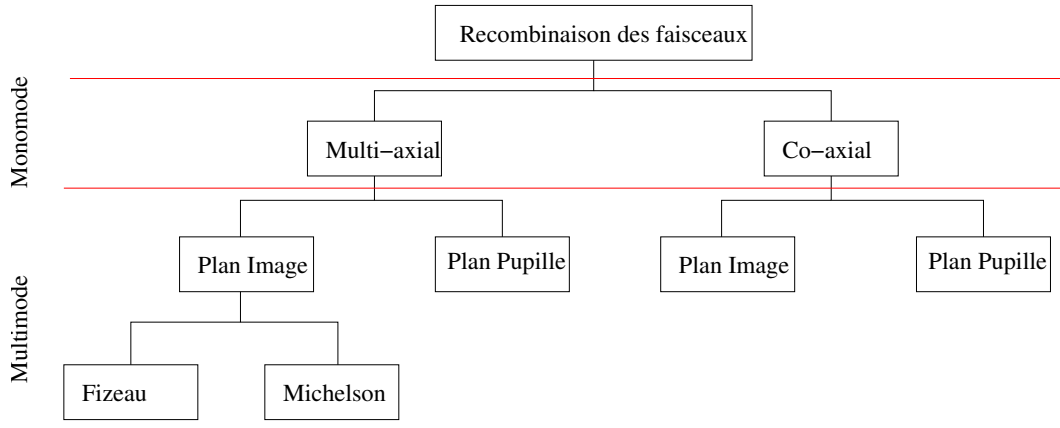 Recombinaison des faisceaux
Monomode
Multi−axial
Co−axial
Multimode
Plan Image
Plan Pupille
Plan Image
Plan Pupille
Fizeau
Michelson